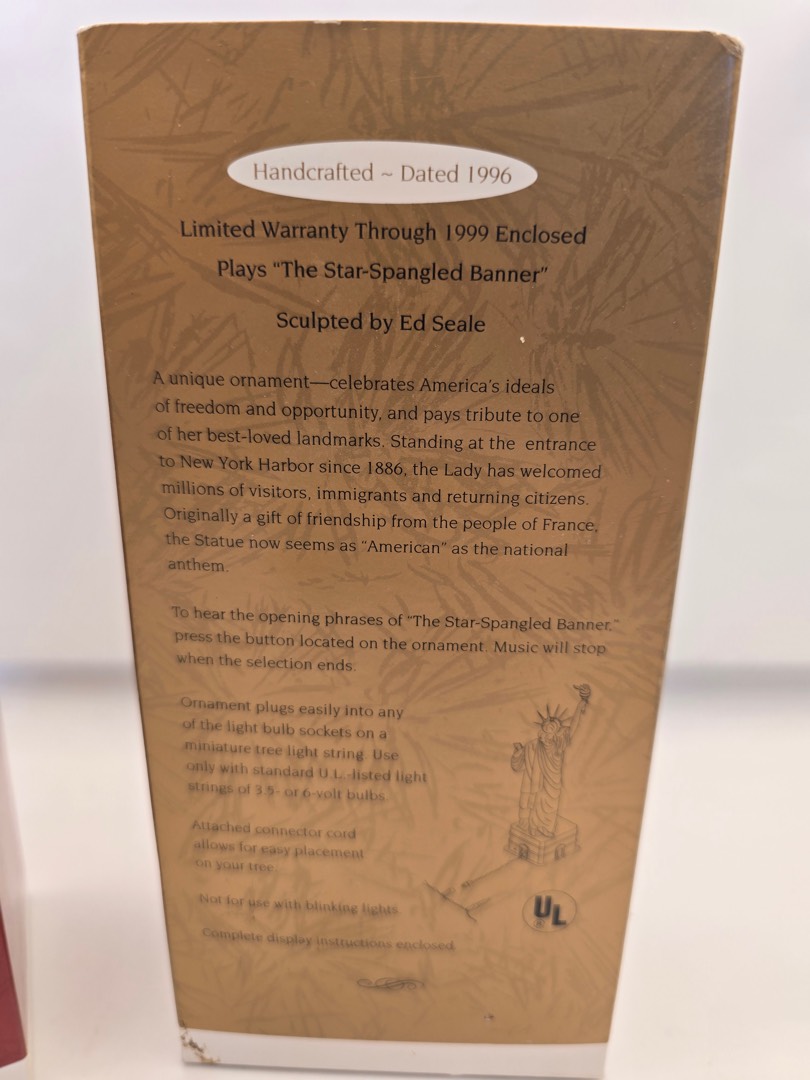 Handcrafted ~ Dated 1996
Limited Warranty Through 1999 Enclosed
Plays "The Star-Spangled Banner"
Sculpted by Ed Seale
A unique ornament—celebrates America's ideals
of freedom and opportunity, and pays tribute to one
of her best-loved landmarks. Standing at the entrance
to New York Harbor since 1886, the Lady has welcomed
millions of visitors, immigrants and returning citizens.
Originally a gift of friendship from the people of France,
the Statue now seems as "American" as the national
anthem.
To hear the opening phrases of "The Star-Spangled Banner,"
press the button located on the ornament. Music will stop
when the selection ends.
Ornament plugs easily into any
of the light bulb sockets on a
miniature tree light string. Use
only with standard U.L.-listed light
strings of 3.5- or 6-volt bulbs.
Attached connector cord
allows for easy placement
on your tree.
Not for use with blinking lights.
Complete display instructions enclosed.
UL